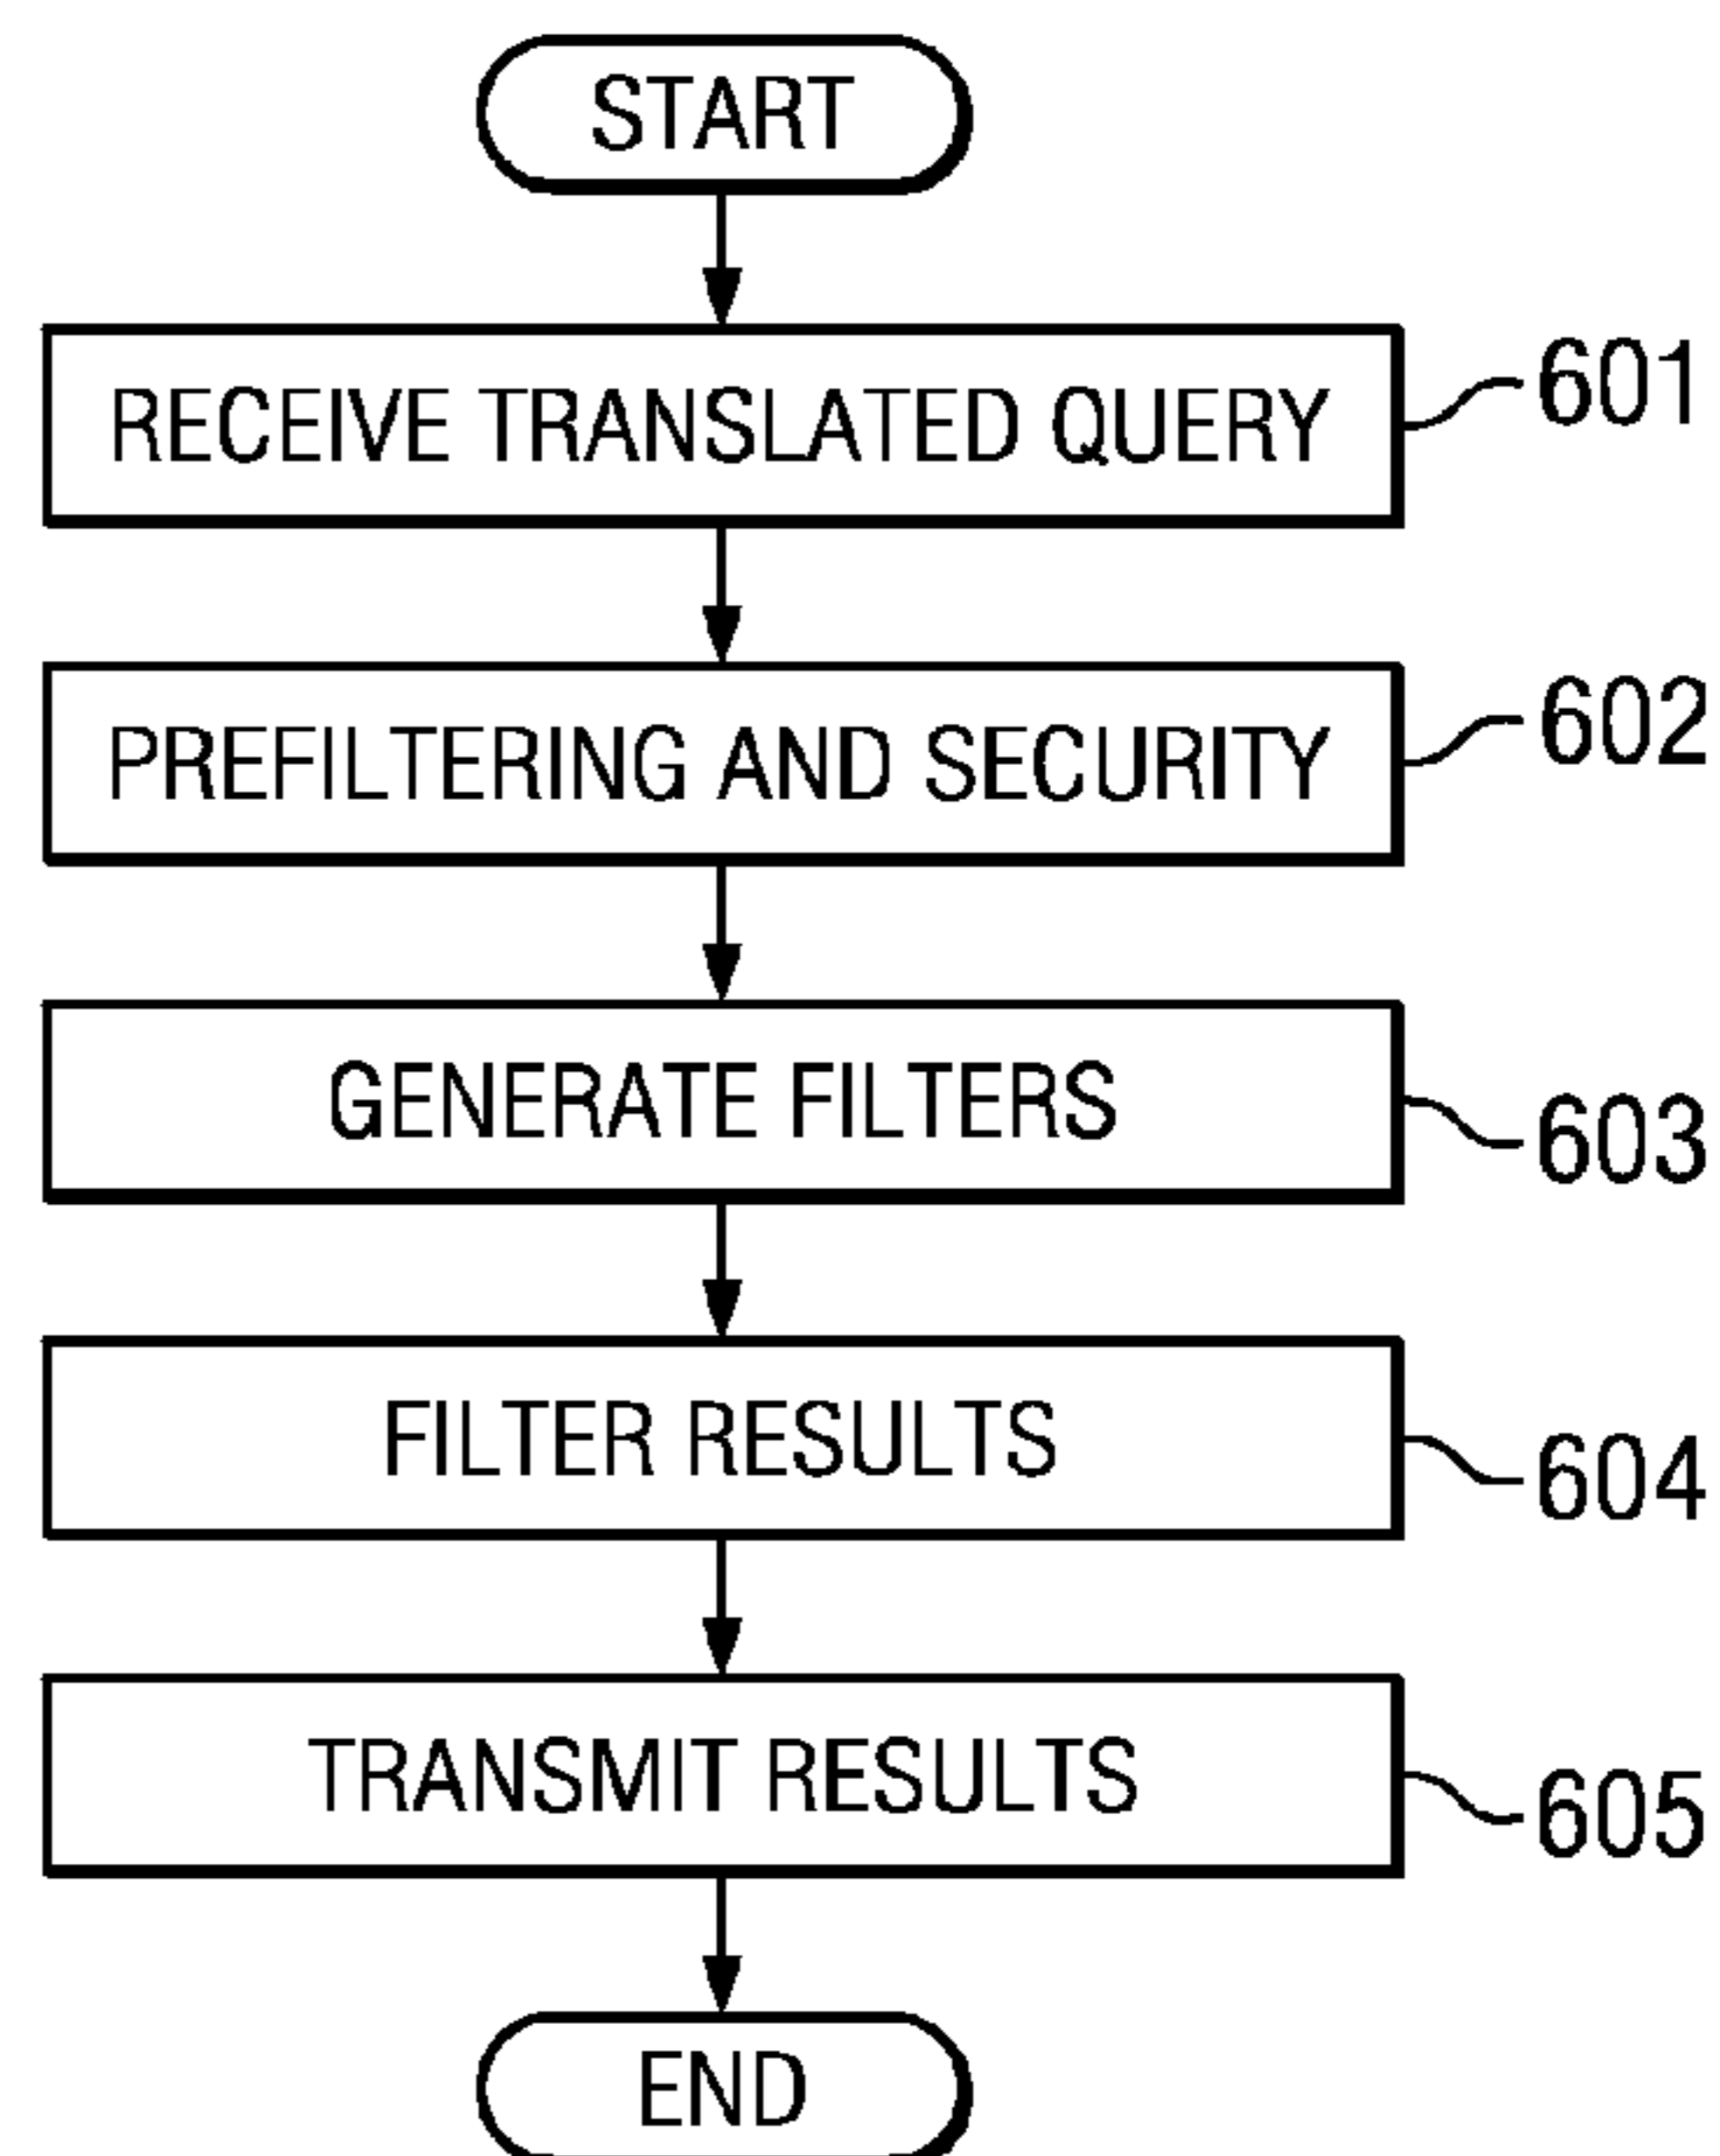 START
RECEIVE TRANSLATED QUERY
601
PREFILTERING AND SECURITY
602
GENERATE FILTERS
603
FILTER RESULTS
604
TRANSMIT RESULTS
605
END